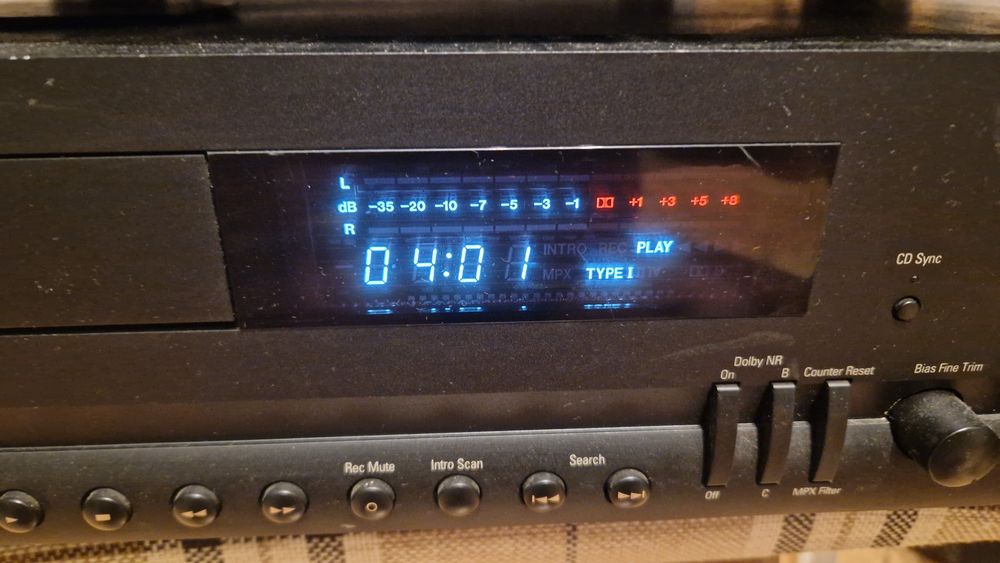 L
dB -35 -20 -10 -7 -5 -3 -1 +1 +3 +5 +8
R
INTRO REC PLAY
04:01
MPX TYPE I
CD Sync
Dolby NR
On B Counter Reset Bias Fine Trim
Rec Mute Intro Scan Search
Off C MPX Filter